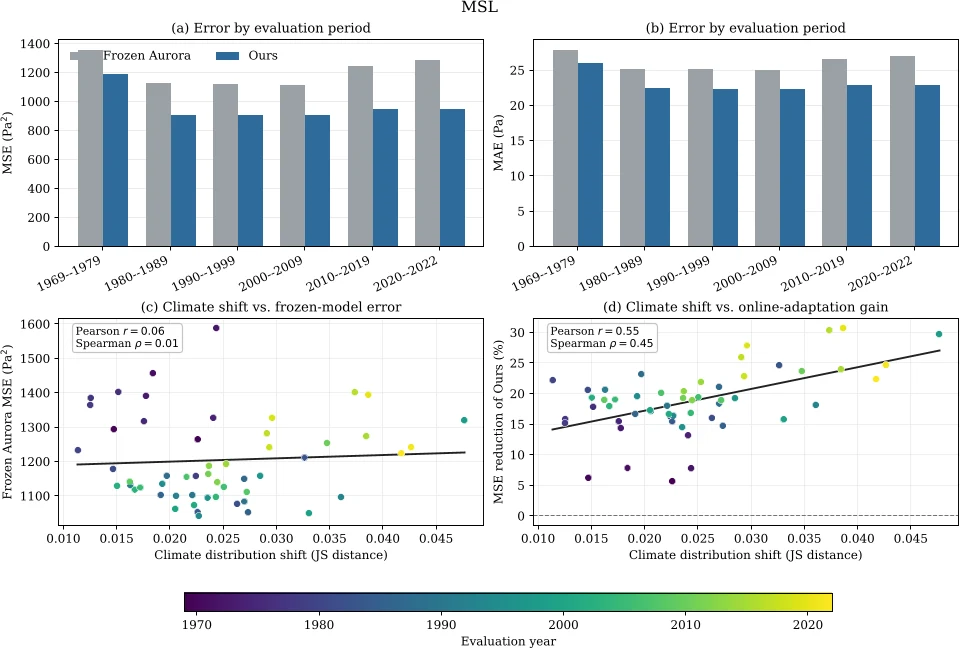 MSL
(a) Error by evaluation period
Frozen Aurora
Ours
MSE (Pa²)
1400
1200
1000
800
600
400
200
0
1969--1979
1980--1989
1990--1999
2000--2009
2010--2019
2020--2022
(b) Error by evaluation period
MAE (Pa)
25
20
15
10
5
0
1969--1979
1980--1989
1990--1999
2000--2009
2010--2019
2020--2022
(c) Climate shift vs. frozen-model error
Pearson r = 0.06
Spearman ρ = 0.01
Frozen Aurora MSE (Pa²)
1600
1500
1400
1300
1200
1100
0.010 0.015 0.020 0.025 0.030 0.035 0.040 0.045
Climate distribution shift (JS distance)
(d) Climate shift vs. online-adaptation gain
Pearson r = 0.55
Spearman ρ = 0.45
MSE reduction of Ours (%)
30
25
20
15
10
5
0
0.010 0.015 0.020 0.025 0.030 0.035 0.040 0.045
Climate distribution shift (JS distance)
1970 1980 1990 2000 2010 2020
Evaluation year